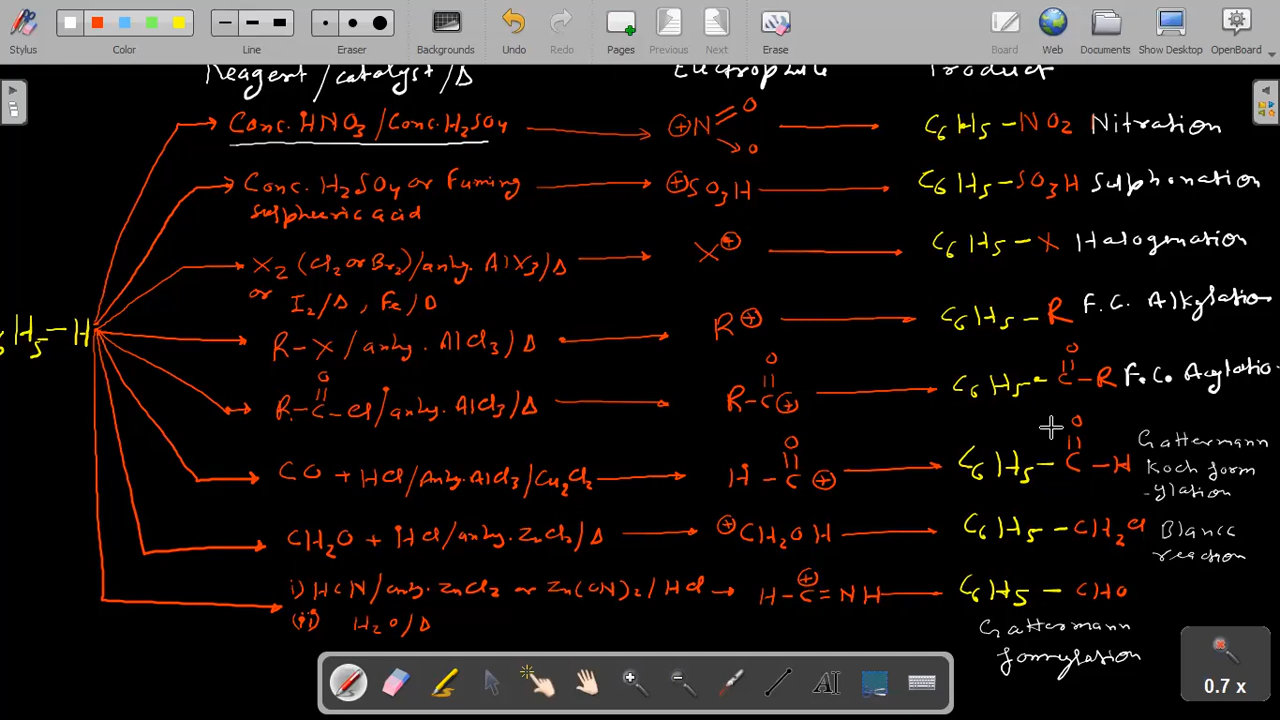 Stylus
Color
Line
Eraser
Backgrounds
Undo
Redo
Pages
Previous
Next
Erase
Board
Web
Documents
Show Desktop
OpenBoard
Reagent/catalyst/Δ Electrophile Product
Conc. HNO3/Conc. H2SO4 ⊕N O O C6H5-NO2 Nitration
Conc. H2SO4 or Fuming ⊕SO3H C6H5-SO3H Sulphonation
sulphuric acid
X2 (Cl2 or Br2)/anhy. AlX3/Δ X⊕ C6H5-X Halogenation
or I2/Δ, Fe/Δ
6H5-H
R-X/anhy. AlCl3/Δ R⊕ C6H5-R F.C. Alkylation
O O O
R-C-Cl/anhy. AlCl3/Δ R-C⊕ C6H5-C-R F.C. Acylatio
O O
CO + HCl/Anhy. AlCl3/Cu2Cl2 H-C⊕ C6H5-C-H Gattermann
Koch form
-ylation
CH2O + HCl/anhy. ZnCl2/Δ ⊕CH2OH C6H5-CH2Cl Blanc
reaction
i) HCN/anhy. ZnCl2 or Zn(CN)2/HCl H-C⊕=NH C6H5-CHO
(ii) H2O/Δ
Gattermann
formylation
0.7 x